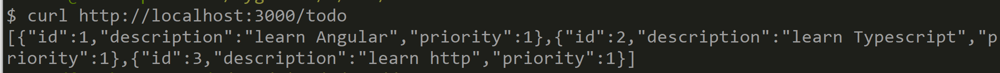 $ curl http://localhost:3000/todo
[{"id":1,"description":"learn Angular","priority":1},{"id":2,"description":"learn Typescript","p
riority":1},{"id":3,"description":"learn http","priority":1}]